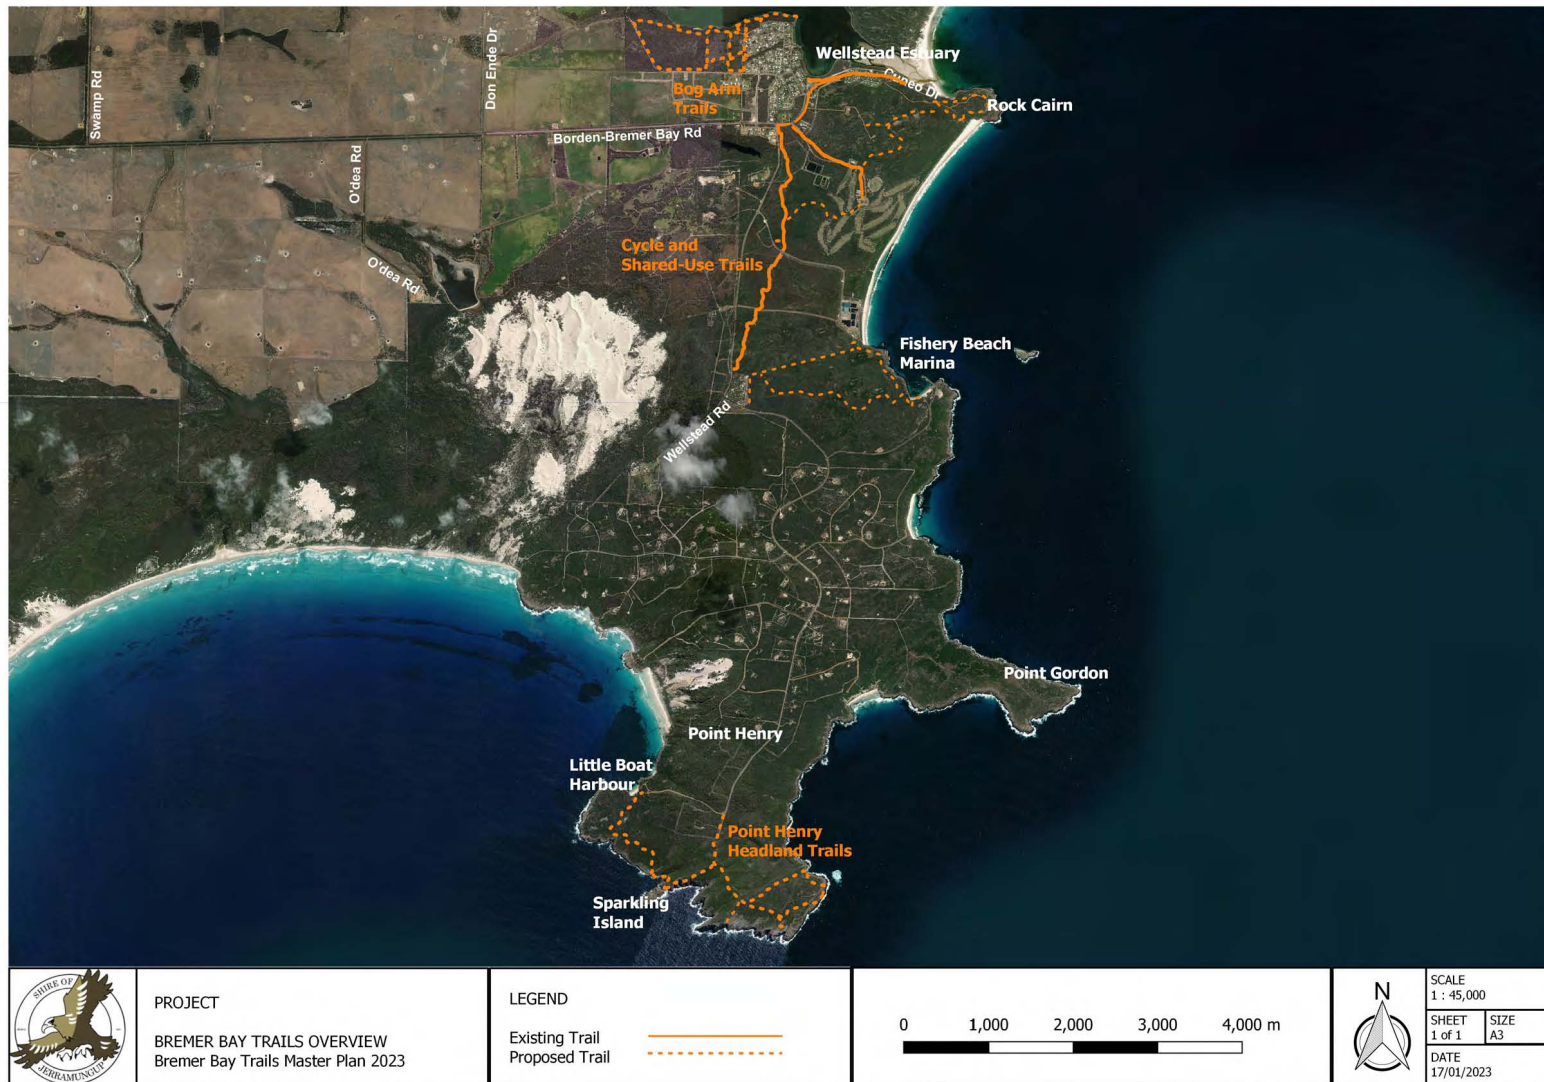 Swamp Rd
Don Ende Dr
Wellstead Estuary
Cuneo Dr
Rock Cairn
Bog Arm
Trails
Borden-Bremer Bay Rd
O'dea Rd
Cycle and
Shared-Use Trails
O'dea Rd
Fishery Beach
Marina
Wellstead Rd
Point Gordon
Point Henry
Little Boat
Harbour
Point Henry
Headland Trails
Sparkling
Island
SHIRE OF
JERRAMUNGUP
PROJECT
BREMER BAY TRAILS OVERVIEW
Bremer Bay Trails Master Plan 2023
LEGEND
Existing Trail
Proposed Trail
0 1,000 2,000 3,000 4,000 m
N
SCALE
1 : 45,000
SHEET
1 of 1
SIZE
A3
DATE
17/01/2023